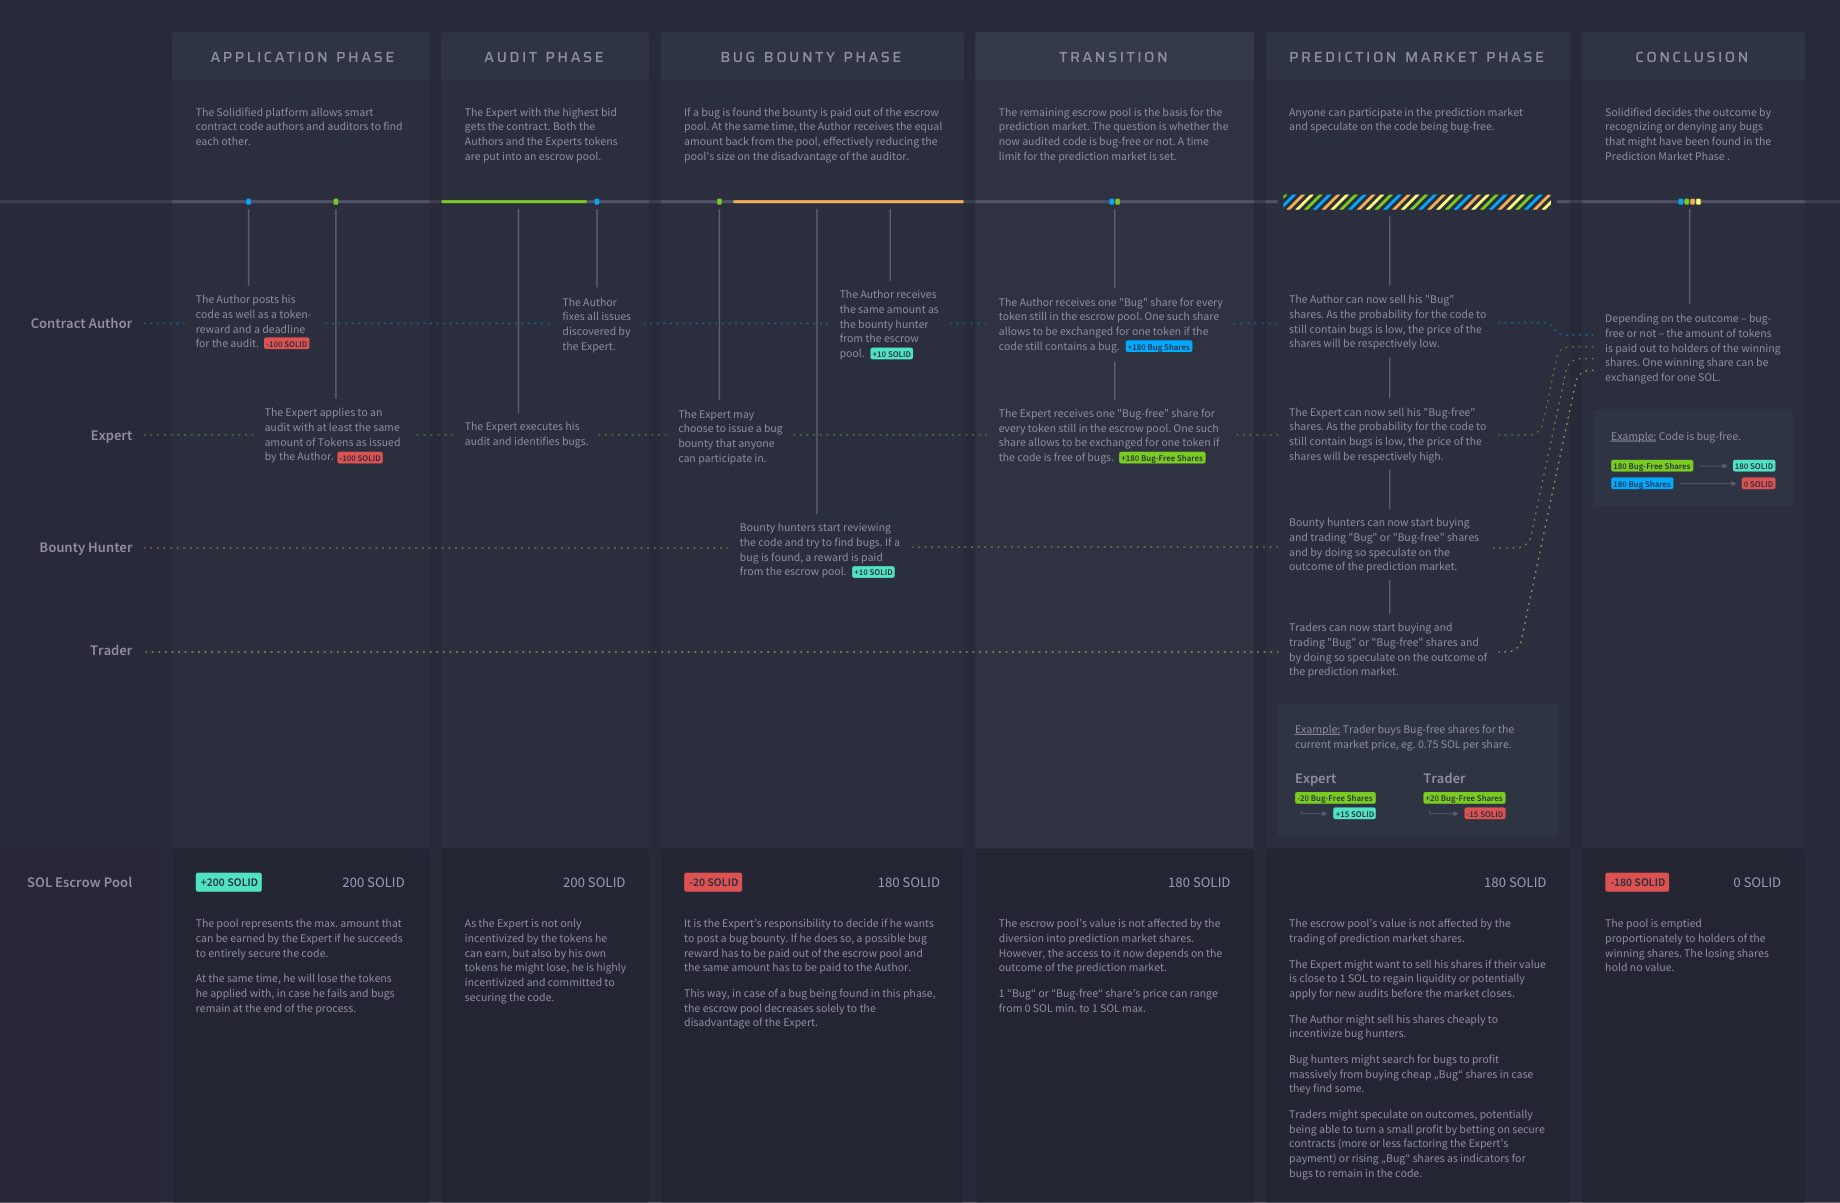 APPLICATION PHASE
The Solidified platform allows smart
contract code authors and auditors to find
each other.
AUDIT PHASE
The Expert with the highest bid
gets the contract. Both the
Authors and the Experts tokens
are put into an escrow pool.
BUG BOUNTY PHASE
If a bug is found the bounty is paid out of the escrow
pool. At the same time, the Author receives the equal
amount back from the pool, effectively reducing the
pool's size on the disadvantage of the auditor.
TRANSITION
The remaining escrow pool is the basis for the
prediction market. The question is whether the
now audited code is bug-free or not. A time
limit for the prediction market is set.
PREDICTION MARKET PHASE
Anyone can participate in the prediction market
and speculate on the code being bug-free.
CONCLUSION
Solidified decides the outcome by
recognizing or denying any bugs
that might have been found in the
Prediction Market Phase .
Contract Author
The Author posts his
code as well as a token-
reward and a deadline
for the audit. -100 SOLID
The Author
fixes all issues
discovered by
the Expert.
The Author receives
the same amount as
the bounty hunter
from the escrow
pool. +10 SOLID
The Author receives one "Bug" share for every
token still in the escrow pool. One such share
allows to be exchanged for one token if the
code still contains a bug. +180 Bug Shares
The Author can now sell his "Bug"
shares. As the probability for the code to
still contain bugs is low, the price of the
shares will be respectively low.
Depending on the outcome – bug-
free or not – the amount of tokens
is paid out to holders of the winning
shares. One winning share can be
exchanged for one SOL.
Expert
The Expert applies to an
audit with at least the same
amount of Tokens as issued
by the Author. -100 SOLID
The Expert executes his
audit and identifies bugs.
The Expert may
choose to issue a bug
bounty that anyone
can participate in.
The Expert receives one "Bug-free" share for
every token still in the escrow pool. One such
share allows to be exchanged for one token if
the code is free of bugs. +180 Bug-Free Shares
The Expert can now sell his "Bug-free"
shares. As the probability for the code to
still contain bugs is low, the price of the
shares will be respectively high.
Example: Code is bug-free.
180 Bug-Free Shares 180 SOLID
180 Bug Shares 0 SOLID
Bounty Hunter
Bounty hunters start reviewing
the code and try to find bugs. If a
bug is found, a reward is paid
from the escrow pool. +10 SOLID
Bounty hunters can now start buying
and trading "Bug" or "Bug-free" shares
and by doing so speculate on the
outcome of the prediction market.
Trader
Traders can now start buying and
trading "Bug" or "Bug-free" shares and
by doing so speculate on the outcome of
the prediction market.
Example: Trader buys Bug-free shares for the
current market price, eg. 0.75 SOL per share.
Expert
-20 Bug-Free Shares
+15 SOLID
Trader
+20 Bug-Free Shares
-15 SOLID
SOL Escrow Pool
+200 SOLID 200 SOLID
The pool represents the max. amount that
can be earned by the Expert if he succeeds
to entirely secure the code.
At the same time, he will lose the tokens
he applied with, in case he fails and bugs
remain at the end of the process.
200 SOLID
As the Expert is not only
incentivized by the tokens he
can earn, but also by his own
tokens he might lose, he is highly
incentivized and committed to
securing the code.
-20 SOLID 180 SOLID
It is the Expert's responsibility to decide if he wants
to post a bug bounty. If he does so, a possible bug
reward has to be paid out of the escrow pool and
the same amount has to be paid to the Author.
This way, in case of a bug being found in this phase,
the escrow pool decreases solely to the
disadvantage of the Expert.
180 SOLID
The escrow pool's value is not affected by the
diversion into prediction market shares.
However, the access to it now depends on the
outcome of the prediction market.
1 “Bug“ or “Bug-free“ share's price can range
from 0 SOL min. to 1 SOL max.
180 SOLID
The escrow pool's value is not affected by the
trading of prediction market shares.
The Expert might want to sell his shares if their value
is close to 1 SOL to regain liquidity or potentially
apply for new audits before the market closes.
The Author might sell his shares cheaply to
incentivize bug hunters.
Bug hunters might search for bugs to profit
massively from buying cheap „Bug“ shares in case
they find some.
Traders might speculate on outcomes, potentially
being able to turn a small profit by betting on secure
contracts (more or less factoring the Expert's
payment) or rising „Bug“ shares as indicators for
bugs to remain in the code.
-180 SOLID 0 SOLID
The pool is emptied
proportionately to holders of the
winning shares. The losing shares
hold no value.